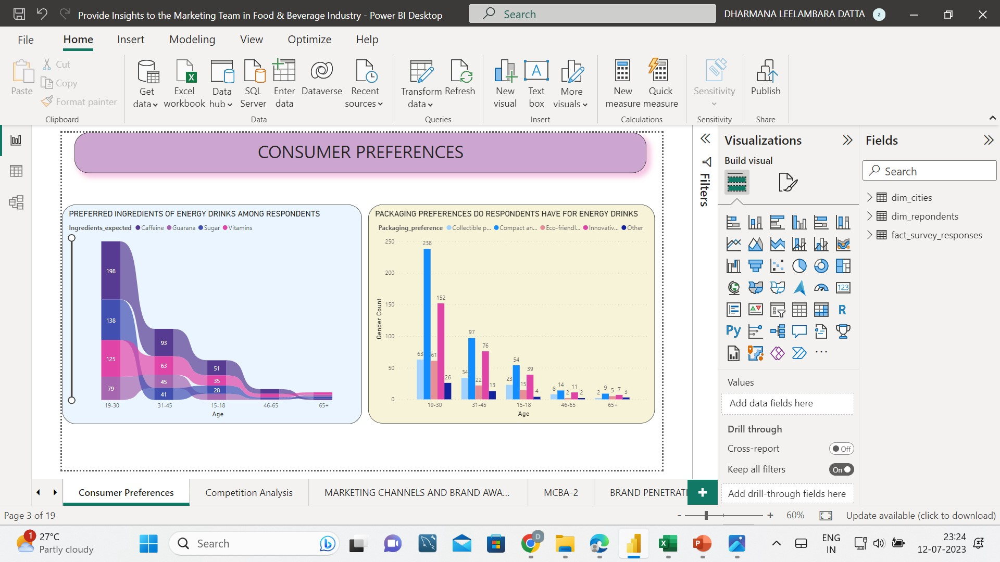 Provide Insights to the Marketing Team in Food & Beverage Industry - Power BI Desktop
Search
DHARMANA LEELAMBARA DATTA
2
File
Home
Insert
Modeling
View
Optimize
Help
Paste
Cut
Copy
Format painter
Clipboard
Get data
Excel workbook
Data hub
SQL Server
Enter data
Dataverse
Recent sources
Data
Transform data
Refresh
Queries
New visual
Text box
More visuals
Insert
New measure
Quick measure
Calculations
Sensitivity
Sensitivity
Publish
Share
CONSUMER PREFERENCES
PREFERRED INGREDIENTS OF ENERGY DRINKS AMONG RESPONDENTS
Ingredients_expected Caffeine Guarana Sugar Vitamins
198
138
125
79
93
63
45
41
51
35
28
19-30 31-45 15-18 46-65 65+
Age
PACKAGING PREFERENCES DO RESPONDENTS HAVE FOR ENERGY DRINKS
Packaging_preference Collectible p... Compact an... Eco-friendl... Innovativ... Other
Gender Count
250
200
150
100
50
0
63 238 61 152 26
34 97 22 76 13
23 54 15 39 4
8 14 2 11 2
2 9 5 7 3
19-30 31-45 15-18 46-65 65+
Age
Filters
Visualizations
Build visual
123
R
Py
Values
Add data fields here
Drill through
Cross-report
Off
Keep all filters
On
Add drill-through fields here
Fields
Search
dim_cities
dim_repondents
fact_survey_responses
Consumer Preferences
Competition Analysis
MARKETING CHANNELS AND BRAND AWA...
MCBA-2
BRAND PENETRATI
Page 3 of 19
- + 60%
Update available (click to download)
1
27°C
Partly cloudy
Search
D
ENG
IN
23:24
12-07-2023